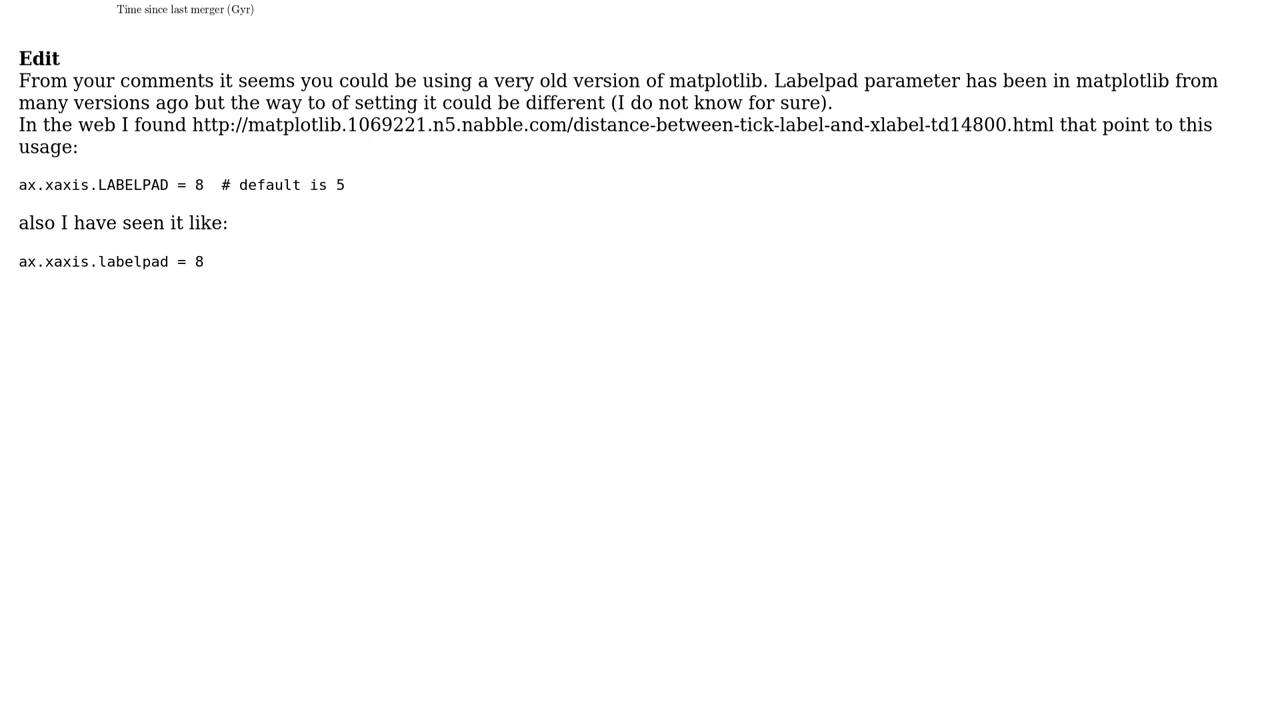 Time since last merger (Gyr)
Edit
From your comments it seems you could be using a very old version of matplotlib. Labelpad parameter has been in matplotlib from
many versions ago but the way to of setting it could be different (I do not know for sure).
In the web I found http://matplotlib.1069221.n5.nabble.com/distance-between-tick-label-and-xlabel-td14800.html that point to this
usage:
ax.xaxis.LABELPAD = 8  # default is 5
also I have seen it like:
ax.xaxis.labelpad = 8